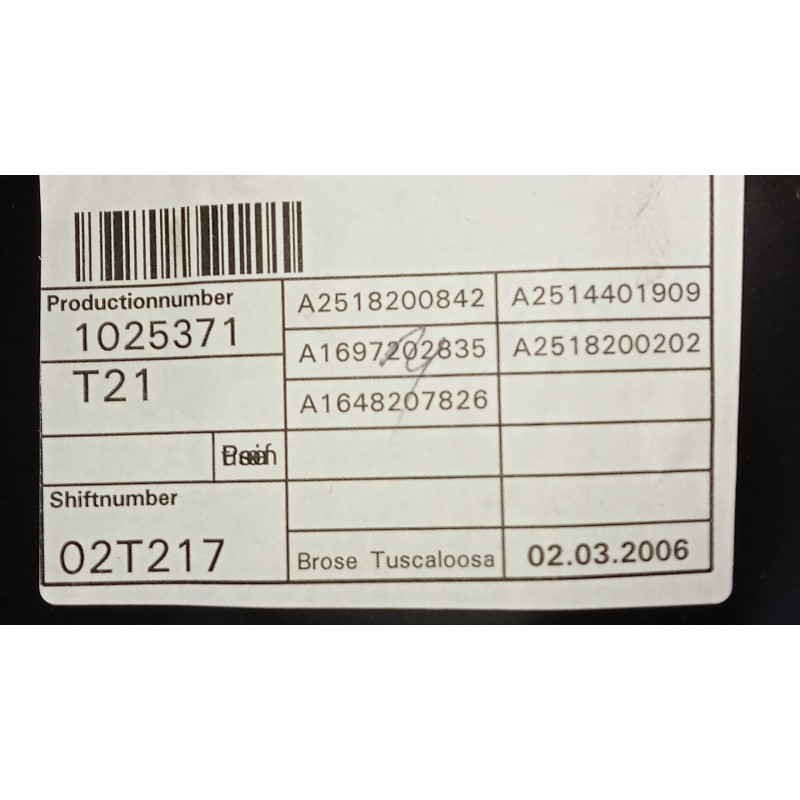 Productionnumber
1025371
A2518200842
A2514401909
A1697202835
A2518200202
T21
A1648207826
Shiftnumber
02T217
Brose Tuscaloosa
02.03.2006